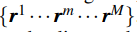 {𝒓¹ ⋯ 𝒓ᵐ ⋯ 𝒓ᴹ}